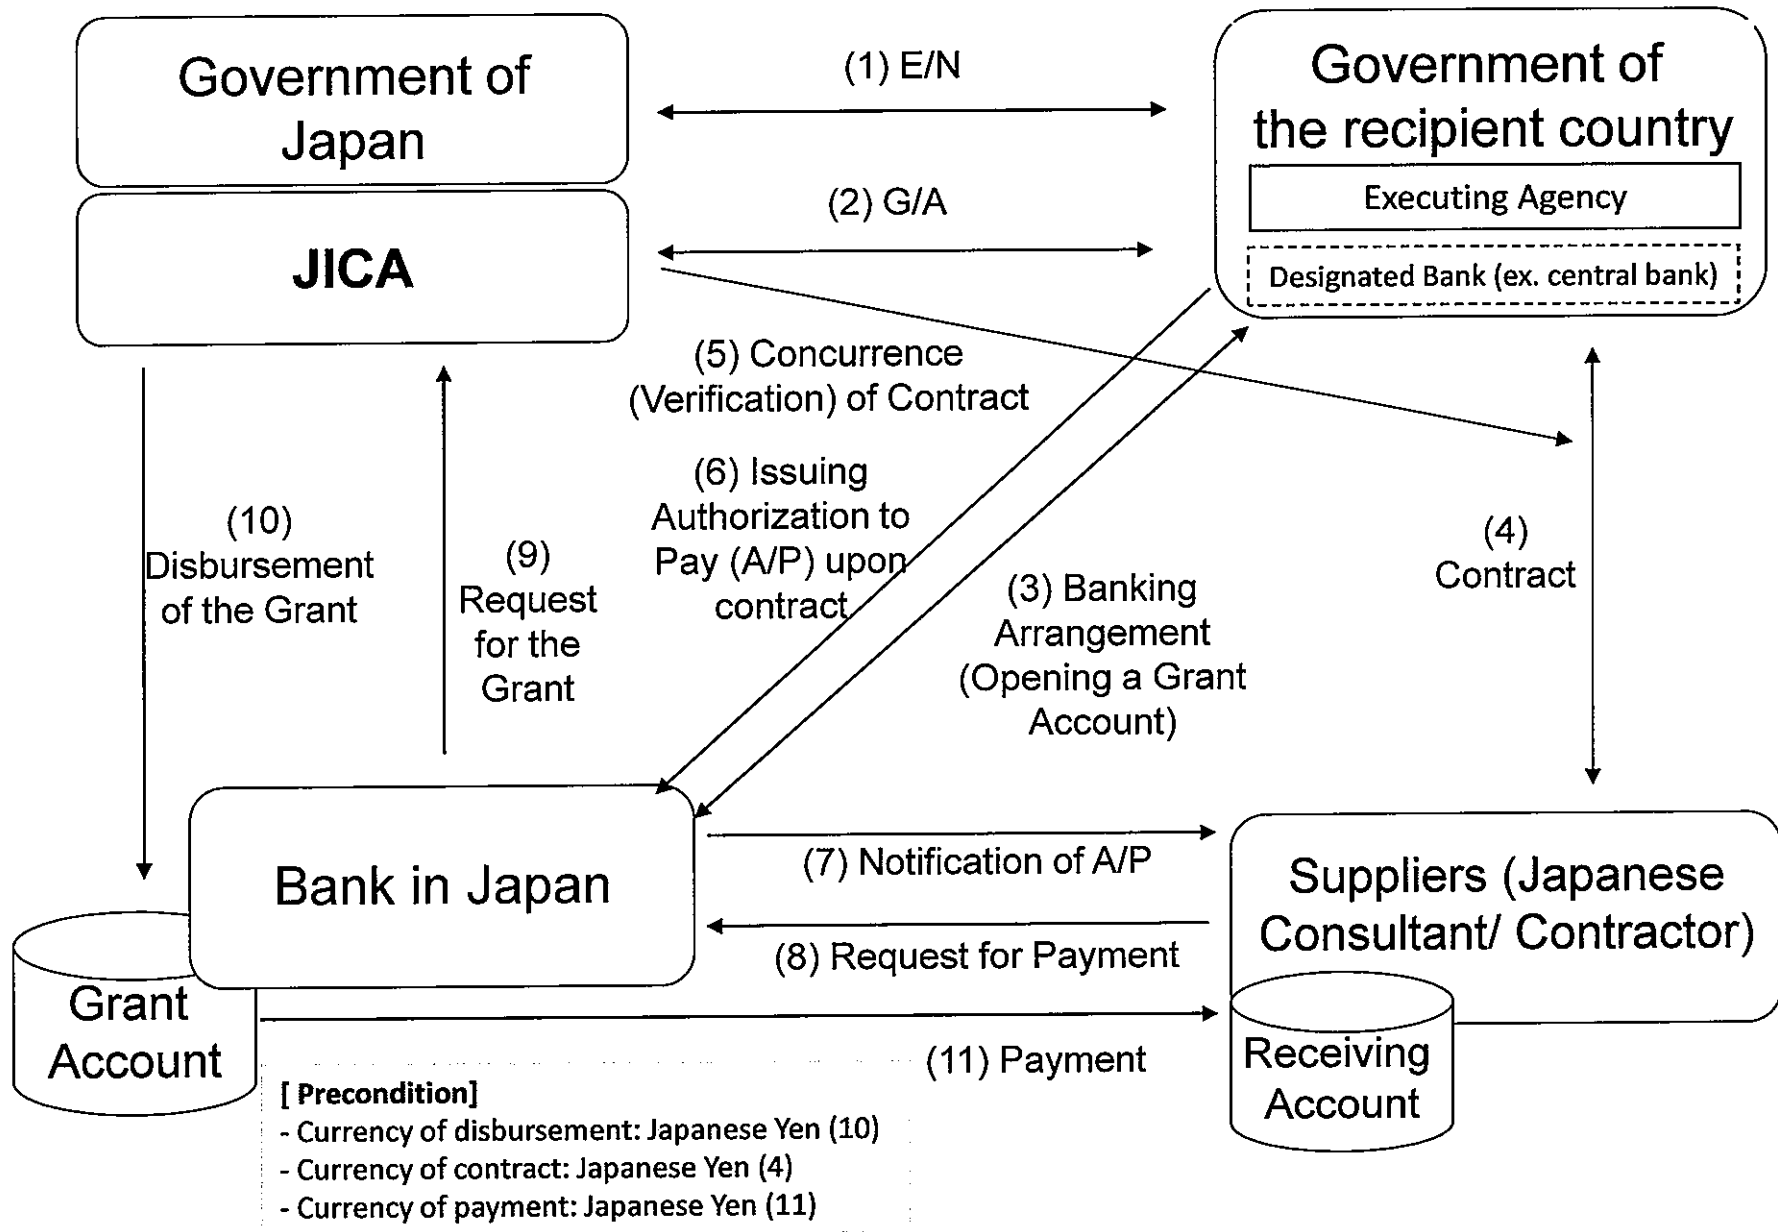 Government of
Japan
(1) E/N
Government of
the recipient country
Executing Agency
Designated Bank (ex. central bank)
JICA
(2) G/A
(5) Concurrence
(Verification) of Contract
(6) Issuing
Authorization to
Pay (A/P) upon
contract
(10)
Disbursement
of the Grant
(9)
Request
for the
Grant
(3) Banking
Arrangement
(Opening a Grant
Account)
(4)
Contract
Bank in Japan
(7) Notification of A/P
(8) Request for Payment
Suppliers (Japanese
Consultant/ Contractor)
Grant
Account
(11) Payment
Receiving
Account
[ Precondition]
- Currency of disbursement: Japanese Yen (10)
- Currency of contract: Japanese Yen (4)
- Currency of payment: Japanese Yen (11)